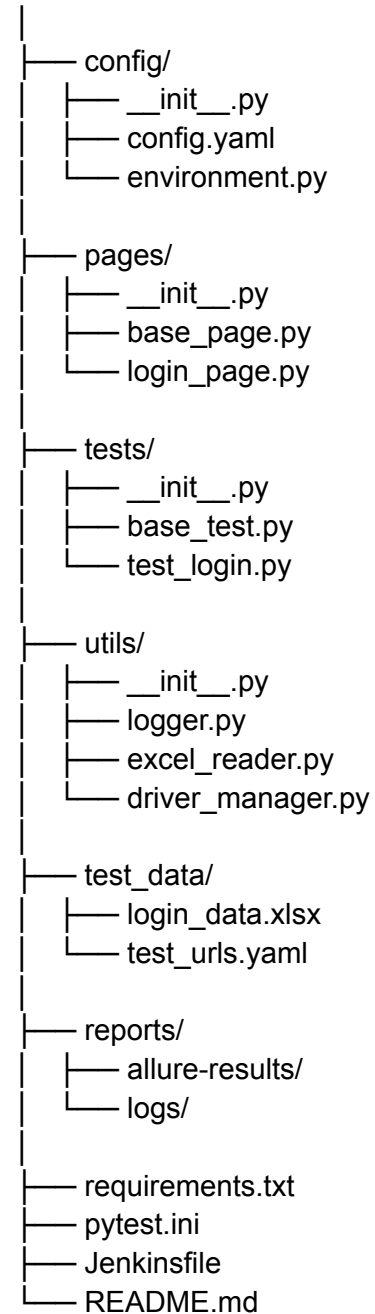 │
├── config/
│   ├── __init__.py
│   ├── config.yaml
│   └── environment.py
│
├── pages/
│   ├── __init__.py
│   ├── base_page.py
│   └── login_page.py
│
├── tests/
│   ├── __init__.py
│   ├── base_test.py
│   └── test_login.py
│
├── utils/
│   ├── __init__.py
│   ├── logger.py
│   ├── excel_reader.py
│   └── driver_manager.py
│
├── test_data/
│   ├── login_data.xlsx
│   └── test_urls.yaml
│
├── reports/
│   ├── allure-results/
│   └── logs/
│
├── requirements.txt
├── pytest.ini
├── Jenkinsfile
└── README.md